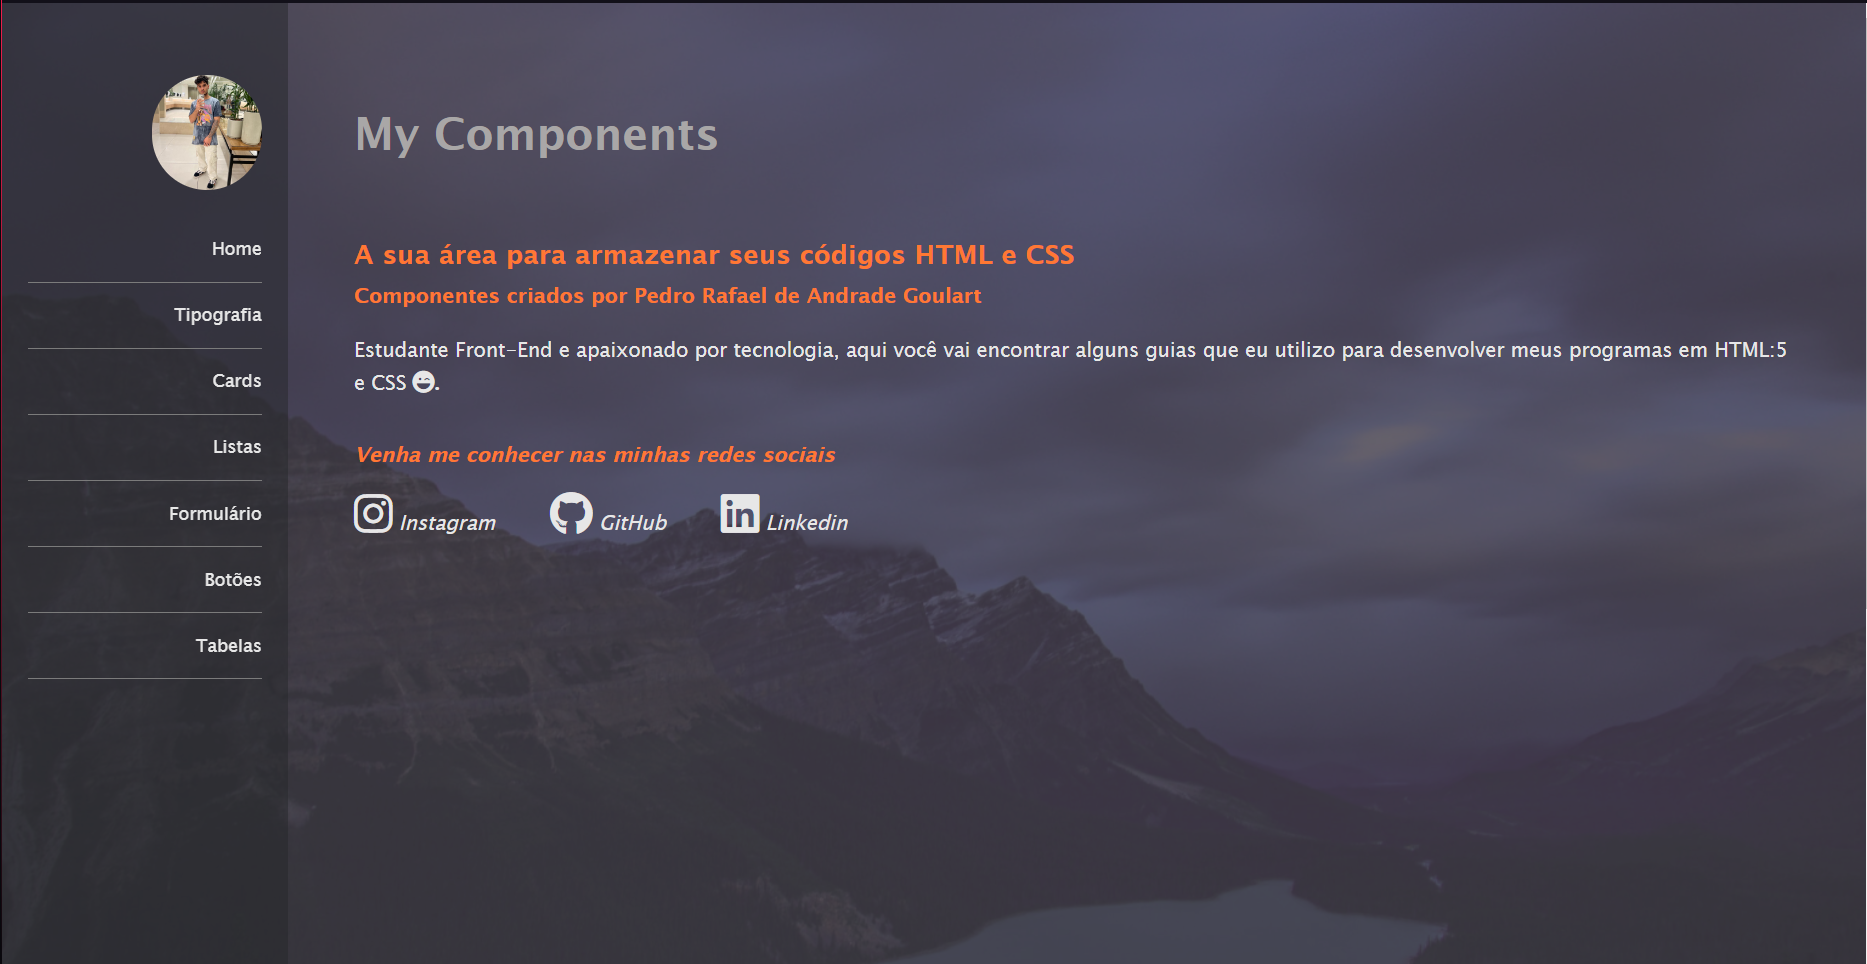 Home
Tipografia
Cards
Listas
Formulário
Botões
Tabelas
My Components
A sua área para armazenar seus códigos HTML e CSS
Componentes criados por Pedro Rafael de Andrade Goulart
Estudante Front-End e apaixonado por tecnologia, aqui você vai encontrar alguns guias que eu utilizo para desenvolver meus programas em HTML:5
e CSS 😄.
Venha me conhecer nas minhas redes sociais
Instagram GitHub Linkedin